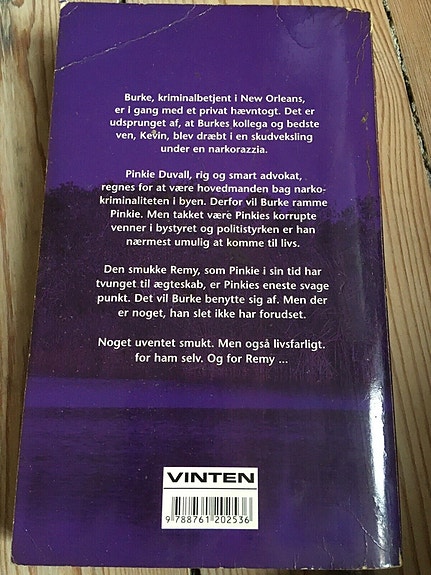 Burke, kriminalbetjent i New Orleans,
er i gang med et privat hævntogt. Det er
udsprunget af, at Burkes kollega og bedste
ven, Kevin, blev dræbt i en skudveksling
under en narkorazzia.
Pinkie Duvall, rig og smart advokat,
regnes for at være hovedmanden bag narko-
kriminaliteten i byen. Derfor vil Burke ramme
Pinkie. Men takket være Pinkies korrupte
venner i bystyret og politistyrken er han
nærmest umulig at komme til livs.
Den smukke Remy, som Pinkie i sin tid har
tvunget til ægteskab, er Pinkies eneste svage
punkt. Det vil Burke benytte sig af. Men der
er noget, han slet ikke har forudset.
Noget uventet smukt. Men også livsfarligt.
for ham selv. Og for Remy ...
VINTEN
9 788761 202536